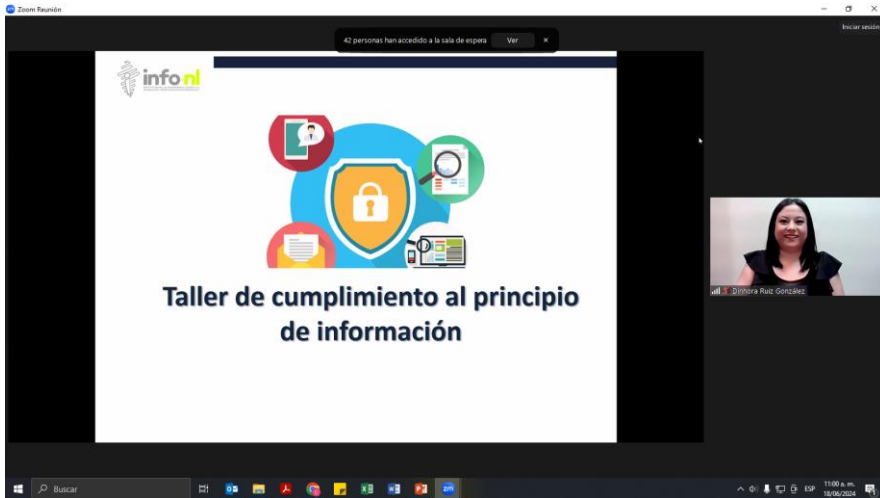 Zoom Reunión
42 personas han accedido a la sala de espera Ver
Iniciar sesión
info nl
Taller de cumplimiento al principio
de información
Dinhora Ruiz González
Buscar
ESP
11:00 a. m.
18/06/2024